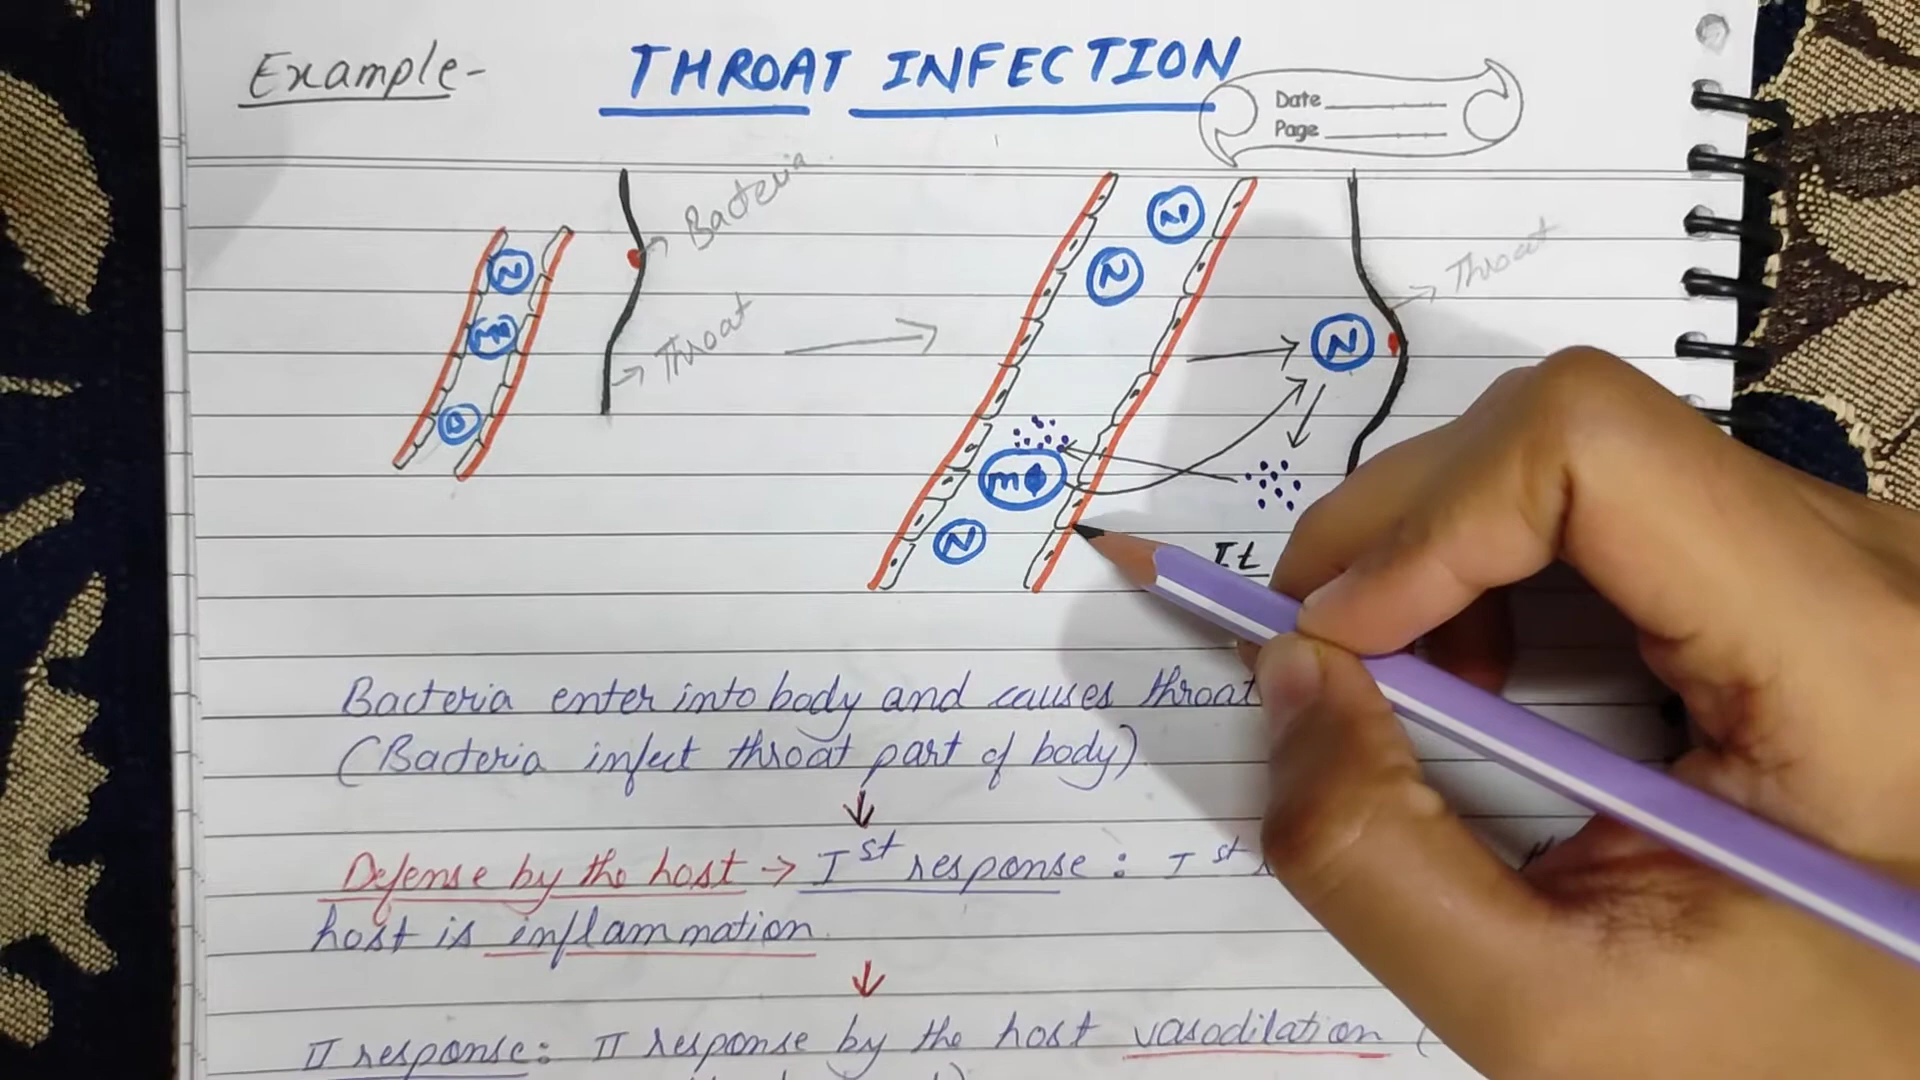 Example- THROAT INFECTION
Date
Page
Bacteria
Throat
N
N
N
N
mφ
N
Throat
It
Bacteria enter into body and causes throat
(Bacteria infect throat part of body)
↓
Defense by the host → Ist response : Ist
host is inflammation
↓
II response: II response by the host vasodilation (